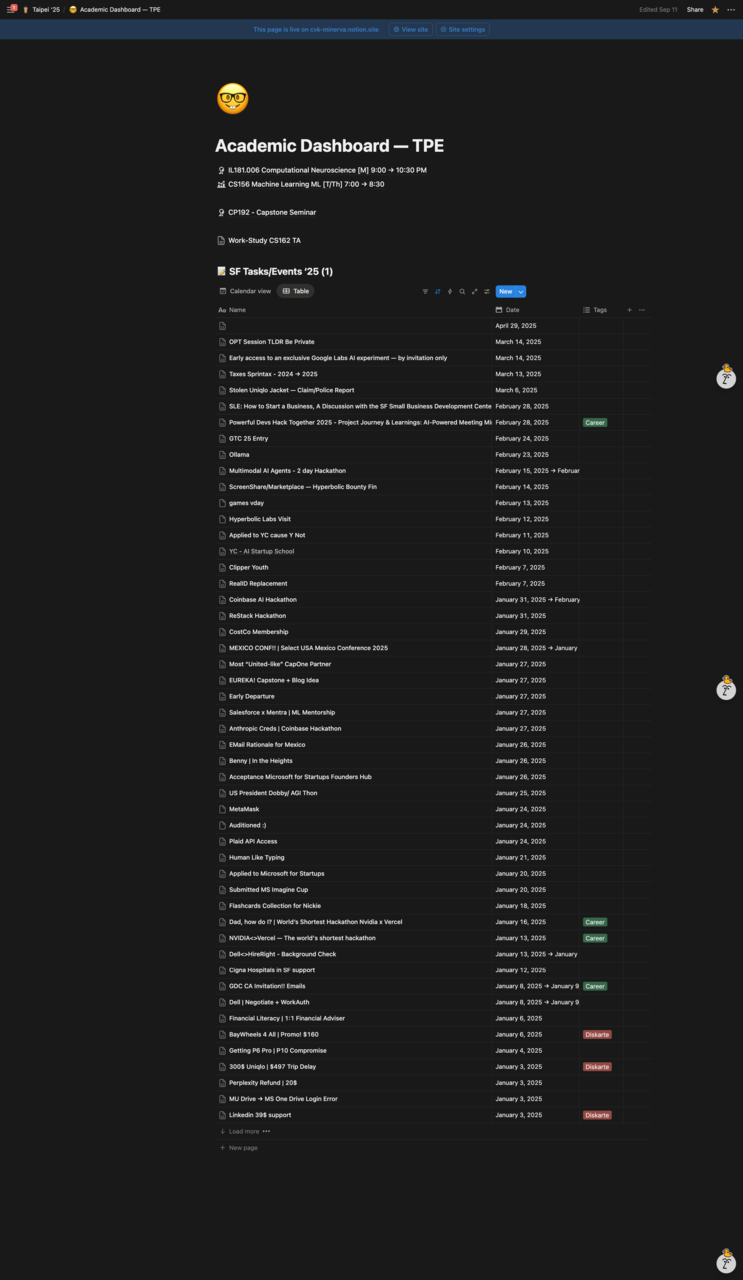 Taipei '25 / Academic Dashboard — TPE
Edited Sep 11 Share
This page is live on cvk-minerva.notion.site View site Site settings
Academic Dashboard — TPE
IL181.006 Computational Neuroscience [M] 9:00 → 10:30 PM
CS156 Machine Learning ML [T/Th] 7:00 → 8:30
CP192 - Capstone Seminar
Work-Study CS162 TA
SF Tasks/Events '25 (1)
Calendar view Table New
Aa Name Date Tags
April 29, 2025
OPT Session TLDR Be Private March 14, 2025
Early access to an exclusive Google Labs AI experiment — by invitation only March 14, 2025
Taxes Sprintax - 2024 → 2025 March 13, 2025
Stolen Uniqlo Jacket — Claim/Police Report March 6, 2025
SLE: How to Start a Business, A Discussion with the SF Small Business Development Cente February 28, 2025
Powerful Devs Hack Together 2025 - Project Journey & Learnings: AI-Powered Meeting Mi February 28, 2025 Career
GTC 25 Entry February 24, 2025
Ollama February 23, 2025
Multimodal AI Agents - 2 day Hackathon February 15, 2025 → Februar
ScreenShare/Marketplace — Hyperbolic Bounty Fin February 14, 2025
games vday February 13, 2025
Hyperbolic Labs Visit February 12, 2025
Applied to YC cause Y Not February 11, 2025
YC - AI Startup School February 10, 2025
Clipper Youth February 7, 2025
RealID Replacement February 7, 2025
Coinbase AI Hackathon January 31, 2025 → February
ReStack Hackathon January 31, 2025
CostCo Membership January 29, 2025
MEXICO CONF!! | Select USA Mexico Conference 2025 January 28, 2025 → January
Most "United-like" CapOne Partner January 27, 2025
EUREKA! Capstone + Blog Idea January 27, 2025
Early Departure January 27, 2025
Salesforce x Mentra | ML Mentorship January 27, 2025
Anthropic Creds | Coinbase Hackathon January 27, 2025
EMail Rationale for Mexico January 26, 2025
Benny | In the Heights January 26, 2025
Acceptance Microsoft for Startups Founders Hub January 26, 2025
US President Dobby/ AGI Thon January 25, 2025
MetaMask January 24, 2025
Auditioned :) January 24, 2025
Plaid API Access January 24, 2025
Human Like Typing January 21, 2025
Applied to Microsoft for Startups January 20, 2025
Submitted MS Imagine Cup January 20, 2025
Flashcards Collection for Nickie January 18, 2025
Dad, how do I? | World's Shortest Hackathon Nvidia x Vercel January 16, 2025 Career
NVIDIA<>Vercel — The world's shortest hackathon January 13, 2025 Career
Dell<>HireRight - Background Check January 13, 2025 → January
Cigna Hospitals in SF support January 12, 2025
GDC CA Invitation!! Emails January 8, 2025 → January 9 Career
Dell | Negotiate + WorkAuth January 8, 2025 → January 9
Financial Literacy | 1:1 Financial Adviser January 6, 2025
BayWheels 4 All | Promo! $160 January 6, 2025 Diskarte
Getting P6 Pro | P10 Compromise January 4, 2025
300$ Uniqlo | $497 Trip Delay January 3, 2025 Diskarte
Perplexity Refund | 20$ January 3, 2025
MU Drive → MS One Drive Login Error January 3, 2025
Linkedin 39$ support January 3, 2025 Diskarte
Load more
New page